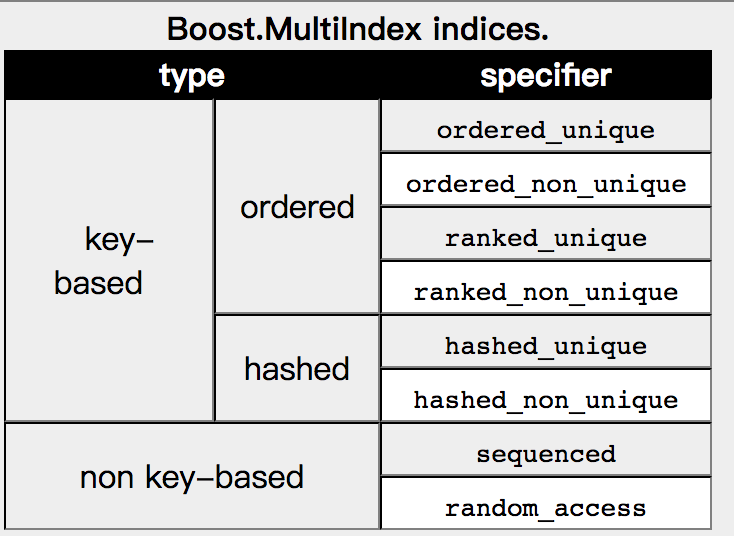 Boost.MultiIndex indices.
type specifier
key-
based
ordered
ordered_unique
ordered_non_unique
ranked_unique
ranked_non_unique
hashed
hashed_unique
hashed_non_unique
non key-based
sequenced
random_access